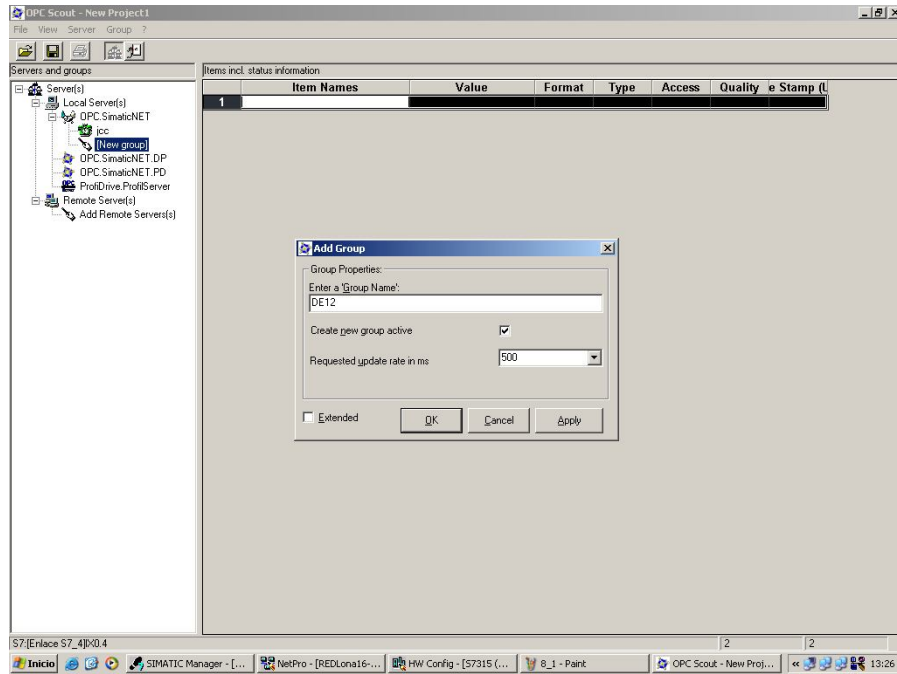 OPC Scout - New Project1
File View Server Group ?
Servers and groups
Items incl. status information
Item Names Value Format Type Access Quality e Stamp (L
1
Server(s)
Local Server(s)
OPC.SimaticNET
jcc
[New group]
OPC.SimaticNET.DP
OPC.SimaticNET.PD
ProfiDrive.ProfilServer
Remote Server(s)
Add Remote Servers(s)
Add Group
Group Properties:
Enter a 'Group Name':
DE12
Create new group active
Requested update rate in ms 500
Extended OK Cancel Apply
S7:[Enlace S7_4]IX0.4 2 2
Inicio SIMATIC Manager - [... NetPro - [REDLona16-... HW Config - [S7315 (... 8_1 - Paint OPC Scout - New Proj... « 13:26